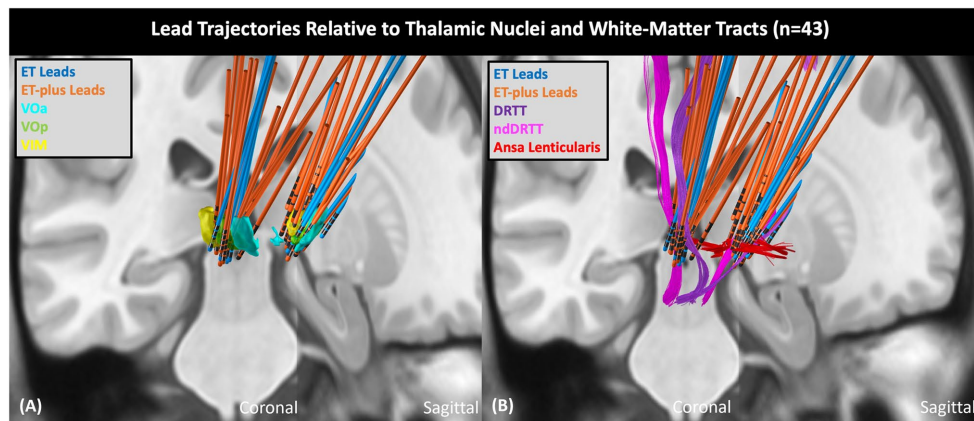 Lead Trajectories Relative to Thalamic Nuclei and White-Matter Tracts (n=43)
ET Leads
ET-plus Leads
VOa
VOp
VIM
(A)
Coronal
Sagittal
ET Leads
ET-plus Leads
DRTT
ndDRTT
Ansa Lenticularis
(B)
Coronal
Sagittal